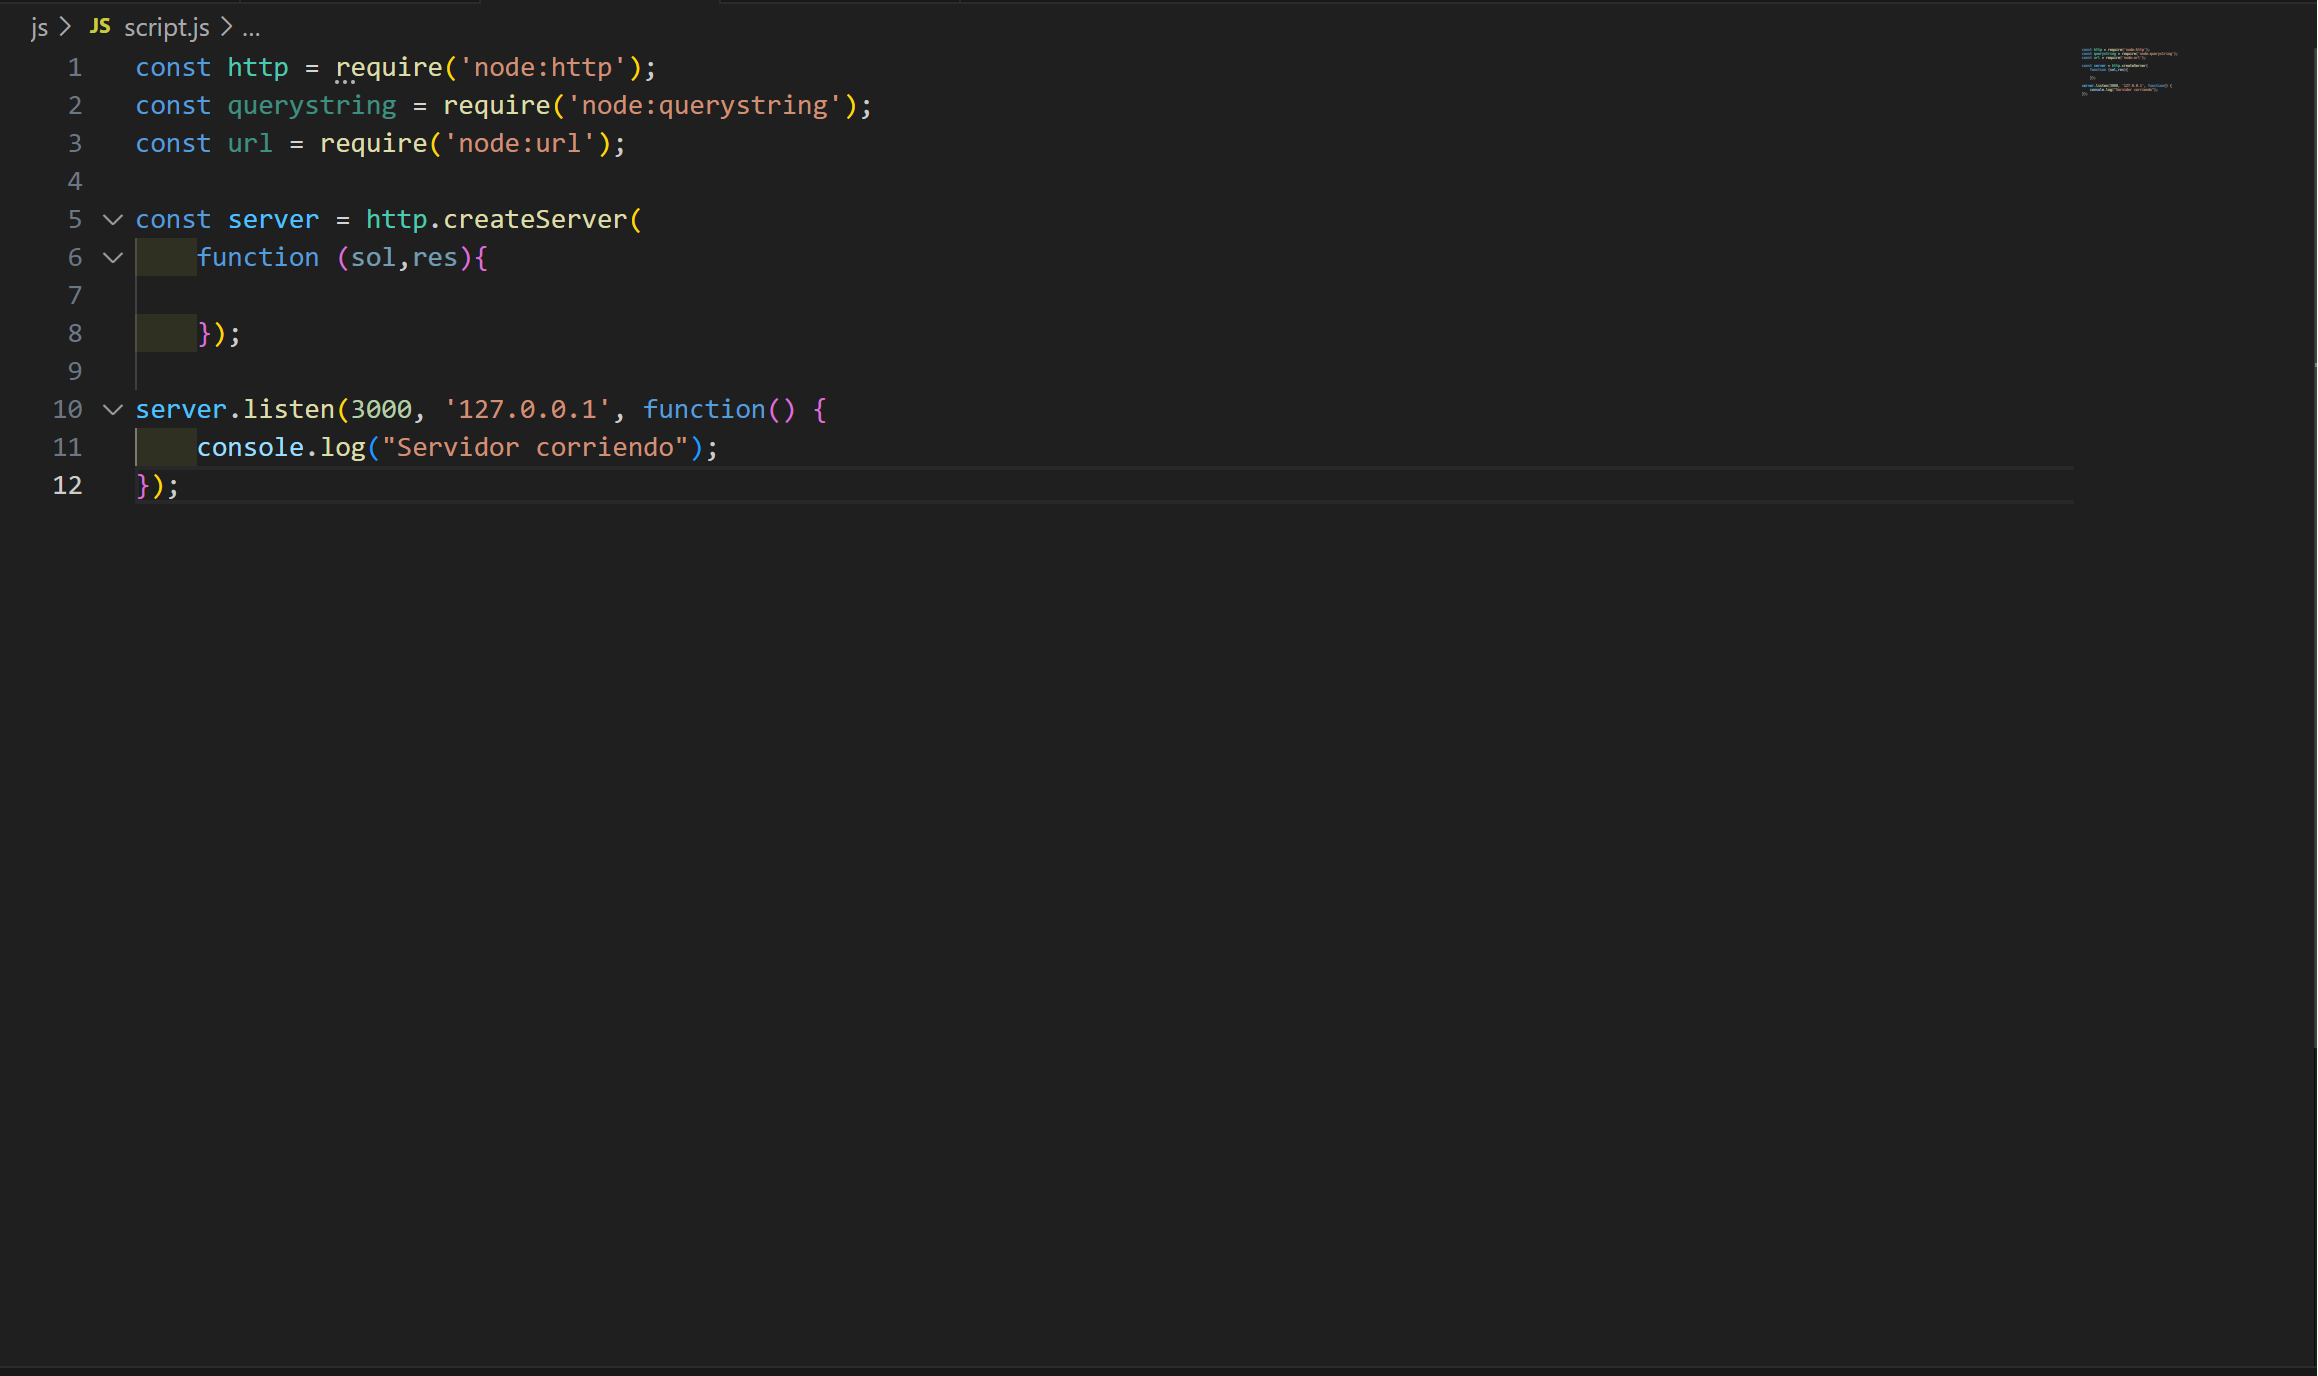 js > JS script.js > ...
1 const http = require('node:http');
2 const querystring = require('node:querystring');
3 const url = require('node:url');
4
5 const server = http.createServer(
6     function (sol,res){
7
8     });
9
10 server.listen(3000, '127.0.0.1', function() {
11     console.log("Servidor corriendo");
12 });